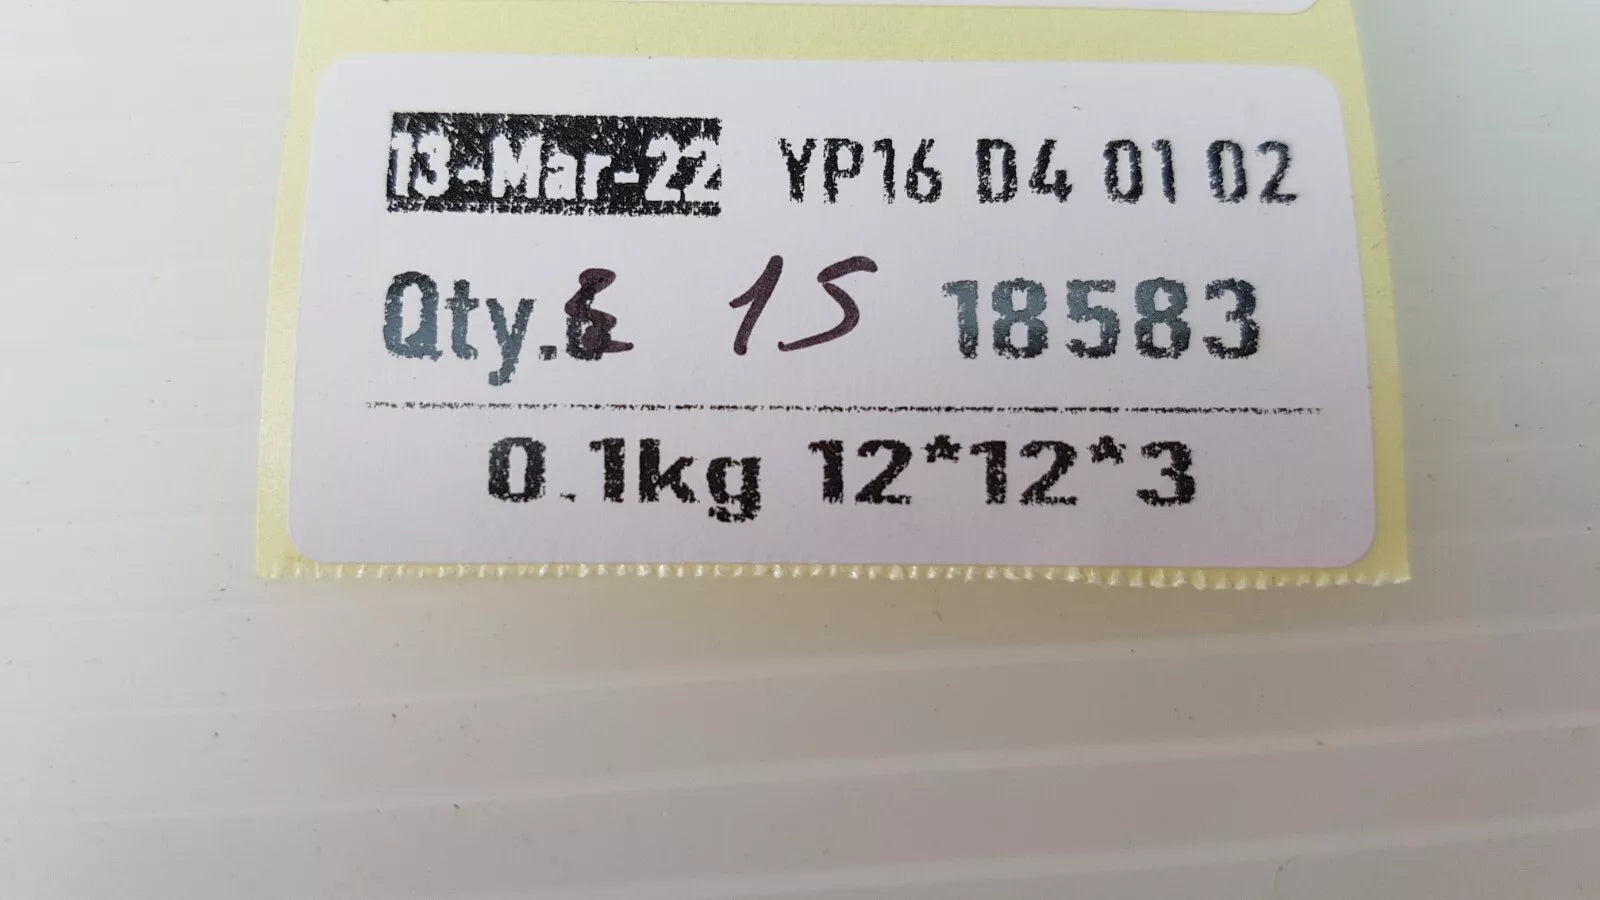 13-Mar-22 YP16 D4 01 02
Qty. 15 18583
0.1kg 12*12*3